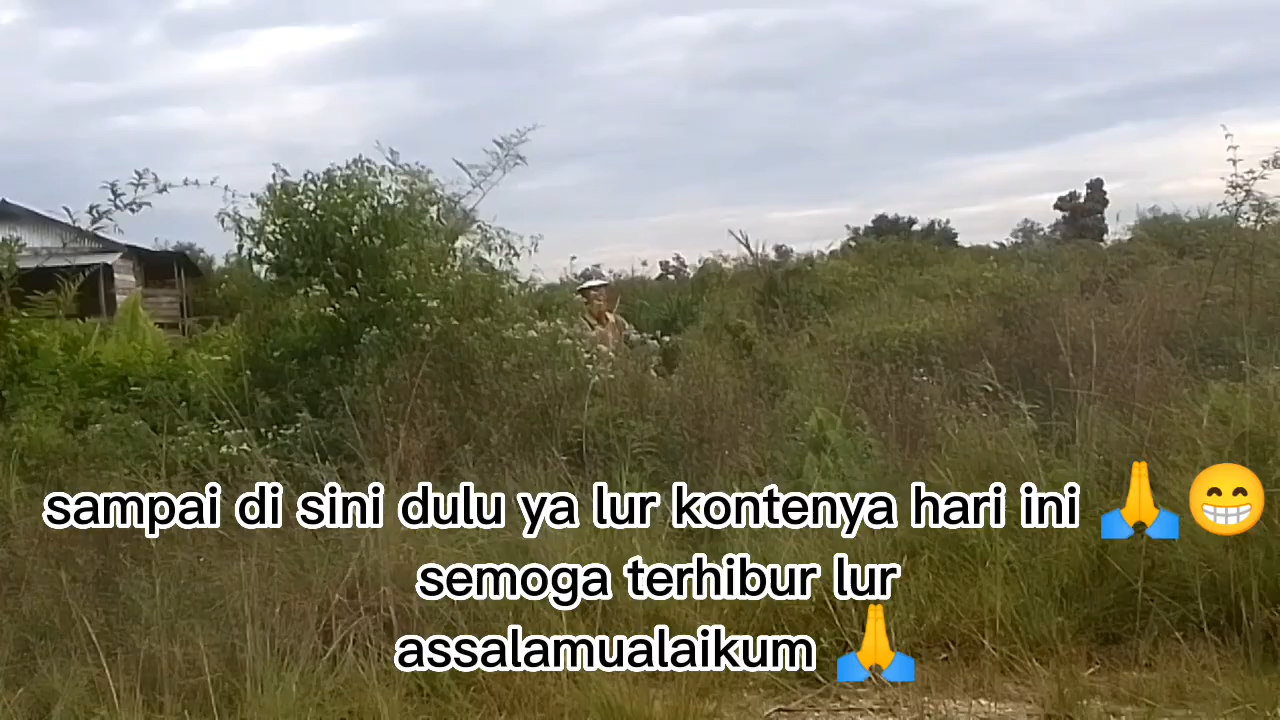 sampai di sini dulu ya lur kontenya hari ini 🙏😁
semoga terhibur lur
assalamualaikum 🙏